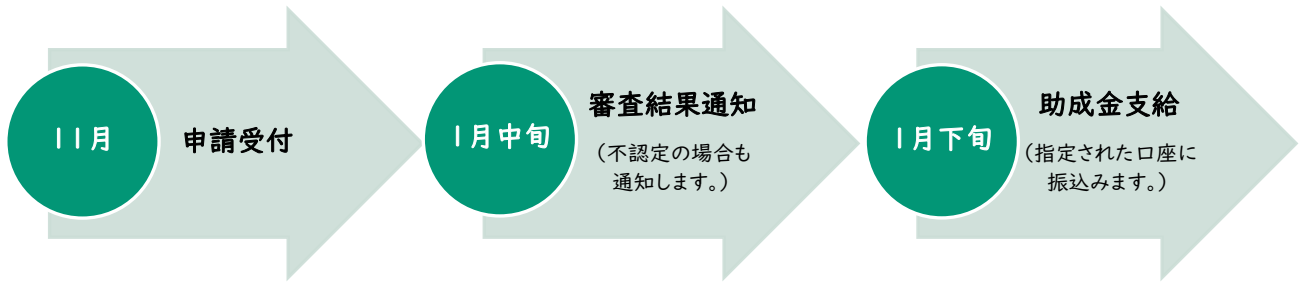 11月
申請受付
1月中旬
審査結果通知
（不認定の場合も
通知します。）
1月下旬
助成金支給
（指定された口座に
振込みます。）